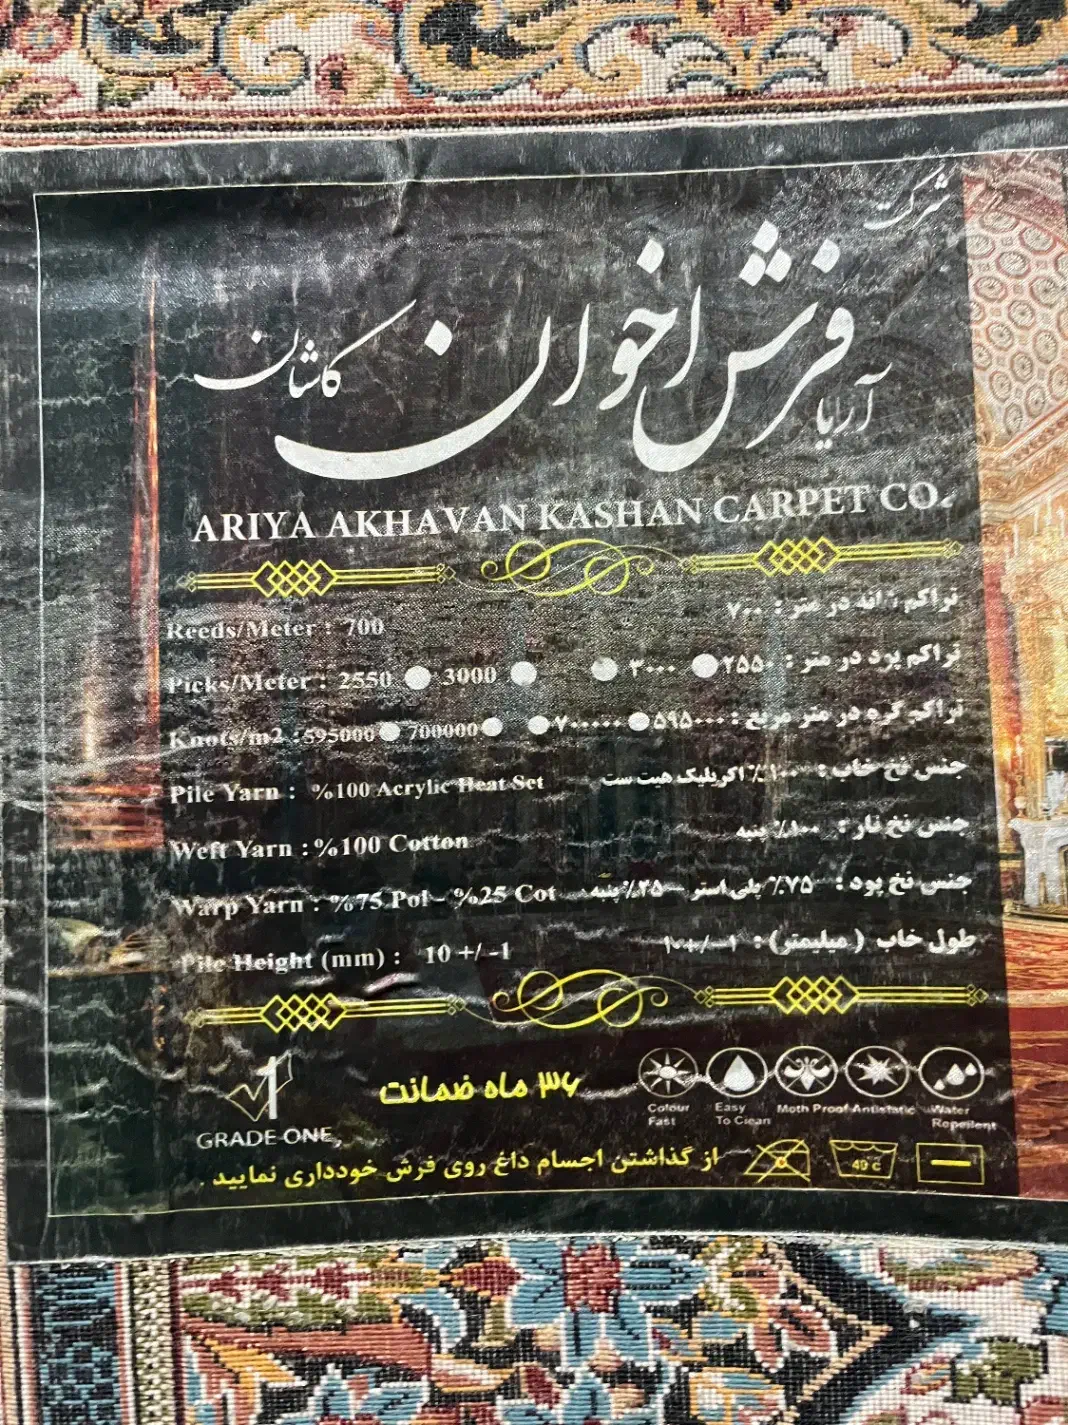 شرکت
فرش اخوان
آرایا
کاشان
ARIYA AKHAVAN KASHAN CARPET CO.
Reeds/Meter : 700 تراکم شانه در متر : ۷۰۰
Picks/Meter : 2550 3000 تراکم پود در متر : ۲۵۵۰ ۳۰۰۰
Knots/m2 :595000 700000 تراکم گره در متر مربع : ۵۹۵۰۰۰ ۷۰۰۰۰۰
Pile Yarn : %100 Acrylic Heat Set جنس نخ خاب : ۱۰۰٪ اکریلیک هیت ست
Weft Yarn :%100 Cotton جنس نخ تار : ۱۰۰٪ پنبه
Warp Yarn : %75 Pol - %25 Cot جنس نخ پود : ۷۵٪ پلی استر - ۲۵٪ پنبه
Pile Height (mm) : 10 +/-1 طول خاب ( میلیمتر) : ۱۰+/-۱
1
GRADE ONE,
۳۶ ماه ضمانت
Colour Fast
Easy To Clean
Moth Proof
Antistatic
Water Repellent
از گذاشتن اجسام داغ روی فرش خودداری نمایید .
40 c